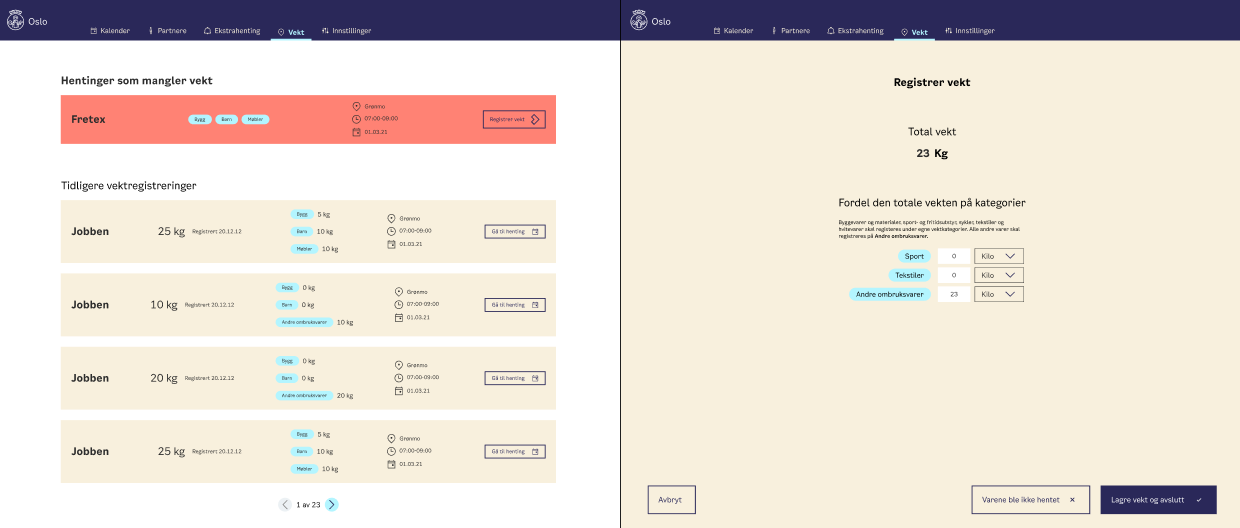 Oslo
Kalender
Partnere
Ekstrahenting
Vekt
Innstillinger
Hentinger som mangler vekt
Fretex
Bygg
Barn
Møbler
Grønmo
07:00-09:00
01.03.21
Registrer vekt
Tidligere vektregistreringer
Jobben
25 kg Registrert 20.12.12
Bygg 5 kg
Barn 10 kg
Møbler 10 kg
Grønmo
07:00-09:00
01.03.21
Gå til henting
Jobben
10 kg Registrert 20.12.12
Bygg 0 kg
Barn 0 kg
Andre ombruksvarer 10 kg
Grønmo
07:00-09:00
01.03.21
Gå til henting
Jobben
20 kg Registrert 20.12.12
Bygg 0 kg
Barn 0 kg
Andre ombruksvarer 20 kg
Grønmo
07:00-09:00
01.03.21
Gå til henting
Jobben
25 kg Registrert 20.12.12
Bygg 5 kg
Barn 10 kg
Møbler 10 kg
Grønmo
07:00-09:00
01.03.21
Gå til henting
1 av 23
Oslo
Kalender
Partnere
Ekstrahenting
Vekt
Innstillinger
Registrer vekt
Total vekt
23 Kg
Fordel den totale vekten på kategorier
Byggevarer og materialer, sport- og fritidsutstyr, sykler, tekstiler og
hvitevarer skal registeres under egne vektkategorier. Alle andre varer skal
registreres på Andre ombruksvarer.
Sport 0 Kilo
Tekstiler 0 Kilo
Andre ombruksvarer 23 Kilo
Avbryt
Varene ble ikke hentet
Lagre vekt og avslutt